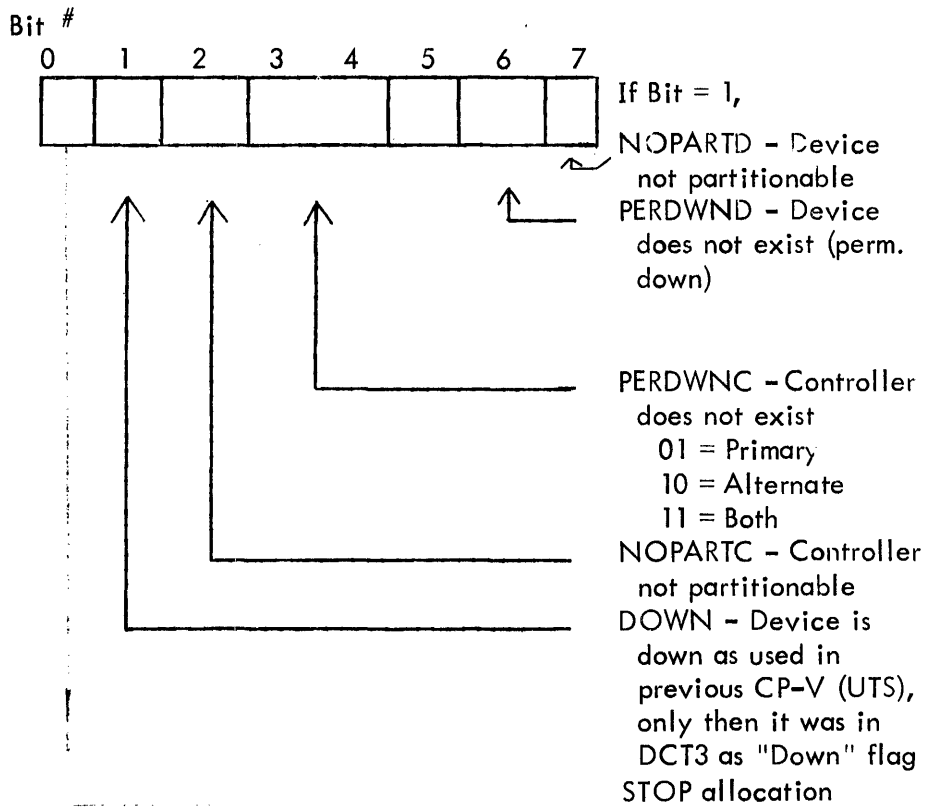 Bit #
0 1 2 3 4 5 6 7
If Bit = 1,
NOPARTD - Device
not partitionable
PERDWND - Device
does not exist (perm.
down)
PERDWNC - Controller
does not exist
01 = Primary
10 = Alternate
11 = Both
NOPARTC - Controller
not partitionable
DOWN - Device is
down as used in
previous CP-V (UTS),
only then it was in
DCT3 as "Down" flag
STOP allocation